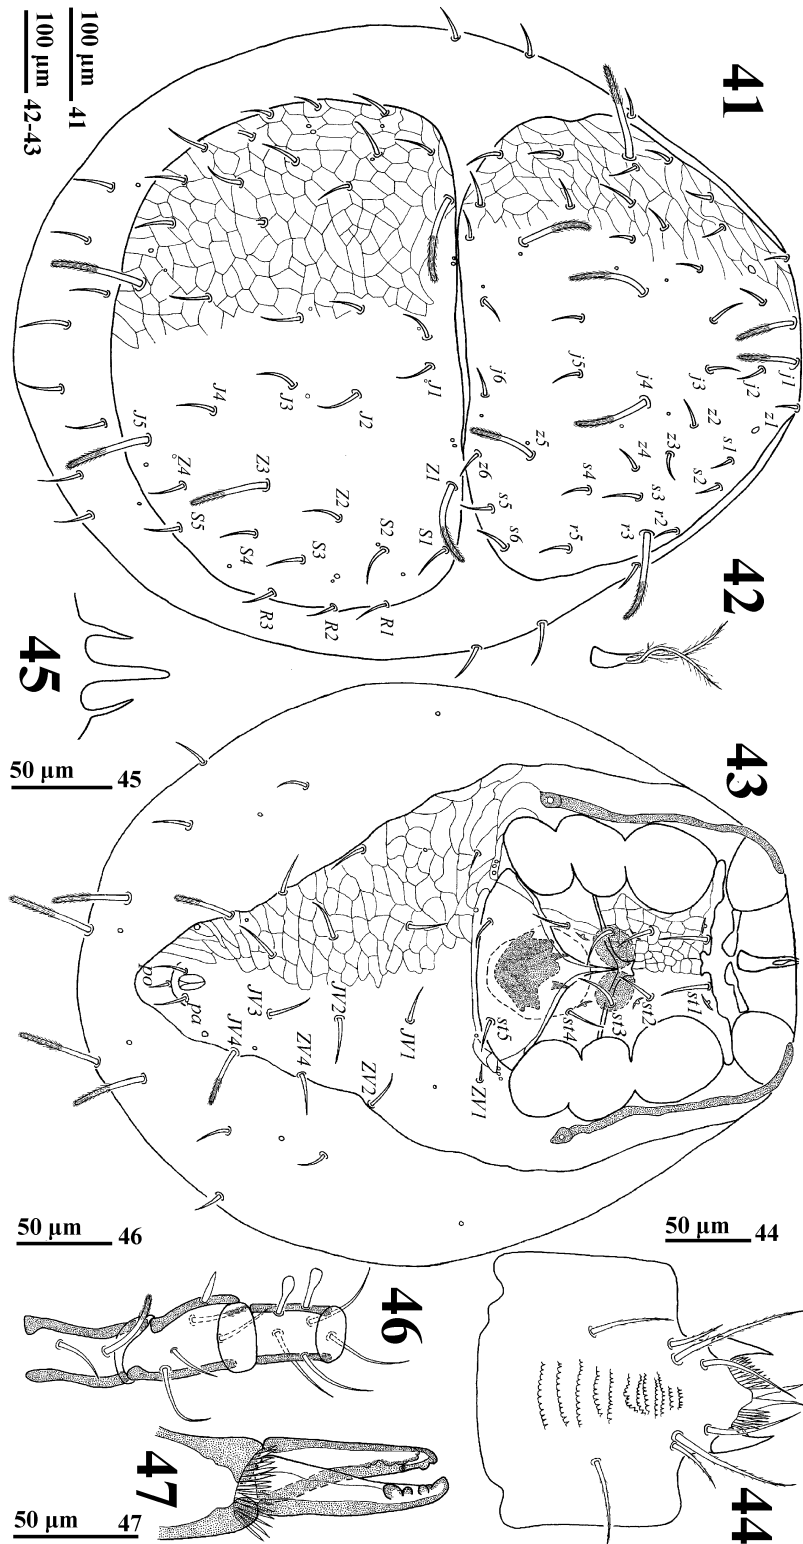 41
100 µm 41
100 µm 42-43
j1
j2
j3
j4
j5
j6
z1
z2
z3
z4
z5
z6
s1
s2
s3
s4
s5
s6
r2
r3
r5
J1
J2
J3
J4
J5
Z1
Z2
Z3
Z4
S1
S2
S3
S4
S5
R1
R2
R3
42
45
50 µm 45
43
st1
st2
st3
st4
st5
ZV1
JV1
JV2
ZV2
JV3
ZV4
JV4
pa
po
50 µm 46
50 µm 44
46
44
47
50 µm 47